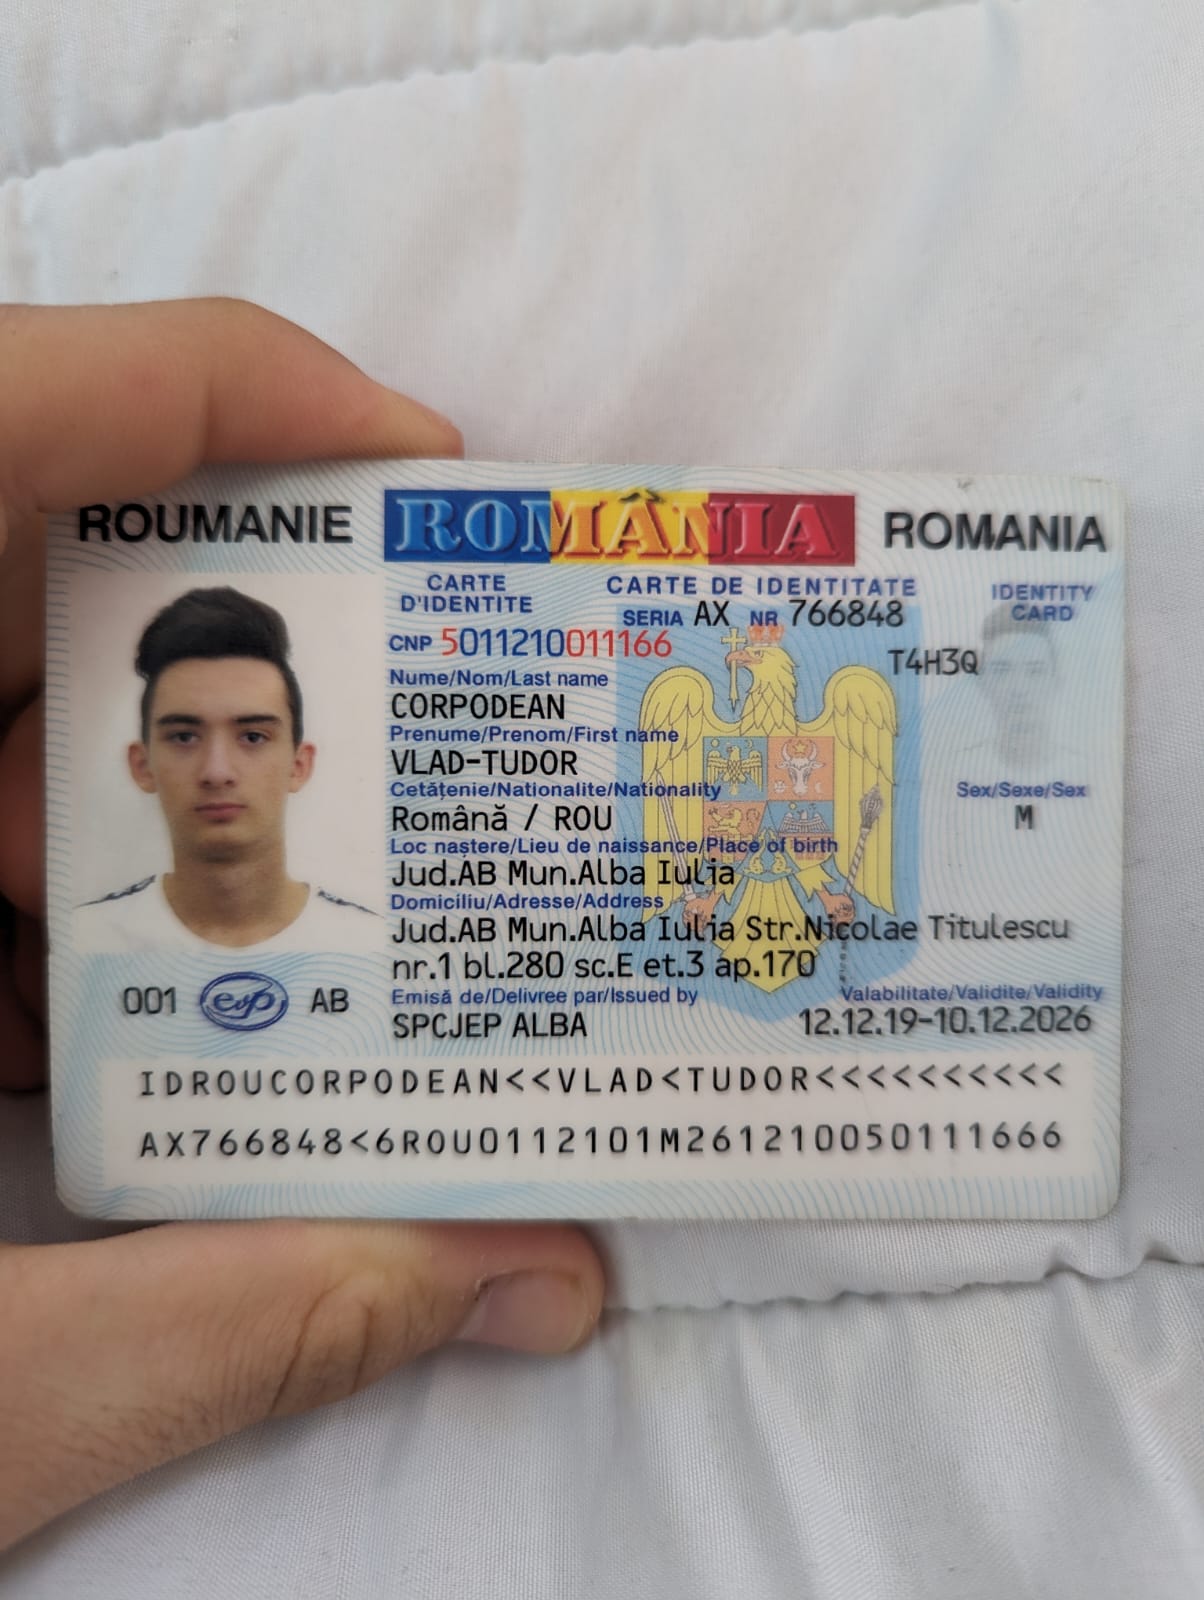 ROUMANIE ROMÂNIA ROMANIA
CARTE D'IDENTITE
CARTE DE IDENTITATE
IDENTITY CARD
SERIA AX NR 766848
CNP 5011210011166
T4H3Q
Nume/Nom/Last name
CORPODEAN
Prenume/Prenom/First name
VLAD-TUDOR
Cetăţenie/Nationalite/Nationality
Română / ROU
Sex/Sexe/Sex
M
Loc naştere/Lieu de naissance/Place of birth
Jud.AB Mun.Alba Iulia
Domiciliu/Adresse/Address
Jud.AB Mun.Alba Iulia Str.Nicolae Titulescu
nr.1 bl.280 sc.E et.3 ap.170
001 esp AB
Emisă de/Delivree par/Issued by
SPCJEP ALBA
Valabilitate/Validite/Validity
12.12.19-10.12.2026
IDROUCORPODEAN<<VLAD<TUDOR<<<<<<<<<<
AX766848<6ROU0112101M261210050111666